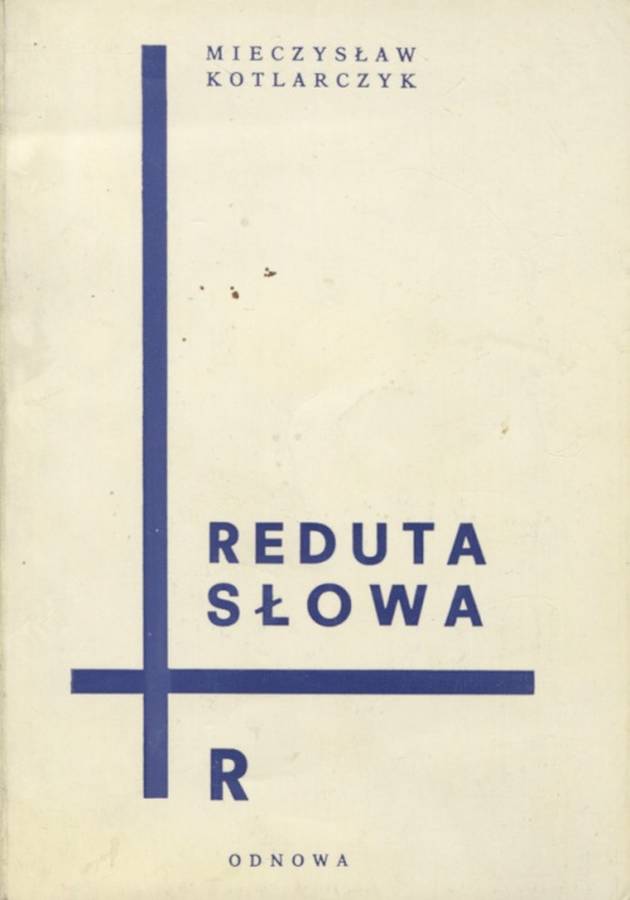 MIECZYSŁAW
KOTLARCZYK
REDUTA
SŁOWA
R
ODNOWA